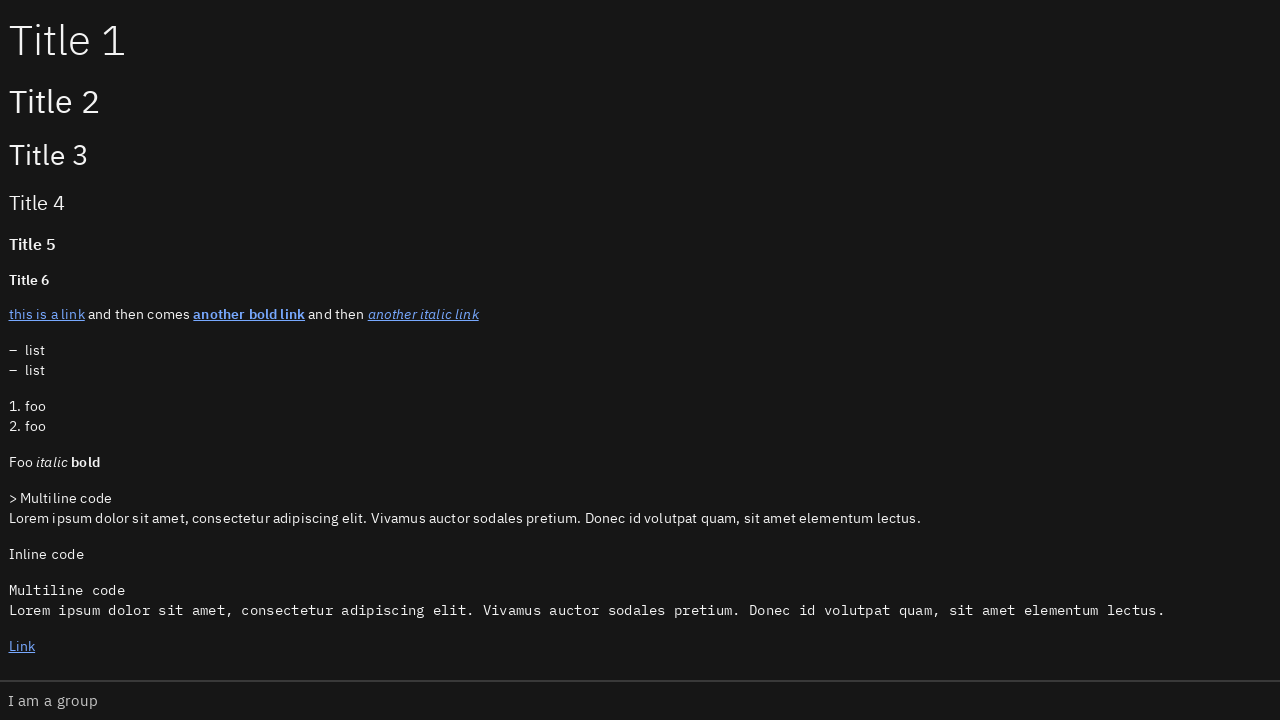 Title 1
Title 2
Title 3
Title 4
Title 5
Title 6
this is a link and then comes another bold link and then another italic link
– list
– list
1. foo
2. foo
Foo italic bold
> Multiline code
Lorem ipsum dolor sit amet, consectetur adipiscing elit. Vivamus auctor sodales pretium. Donec id volutpat quam, sit amet elementum lectus.
Inline code
Multiline code
Lorem ipsum dolor sit amet, consectetur adipiscing elit. Vivamus auctor sodales pretium. Donec id volutpat quam, sit amet elementum lectus.
Link
I am a group